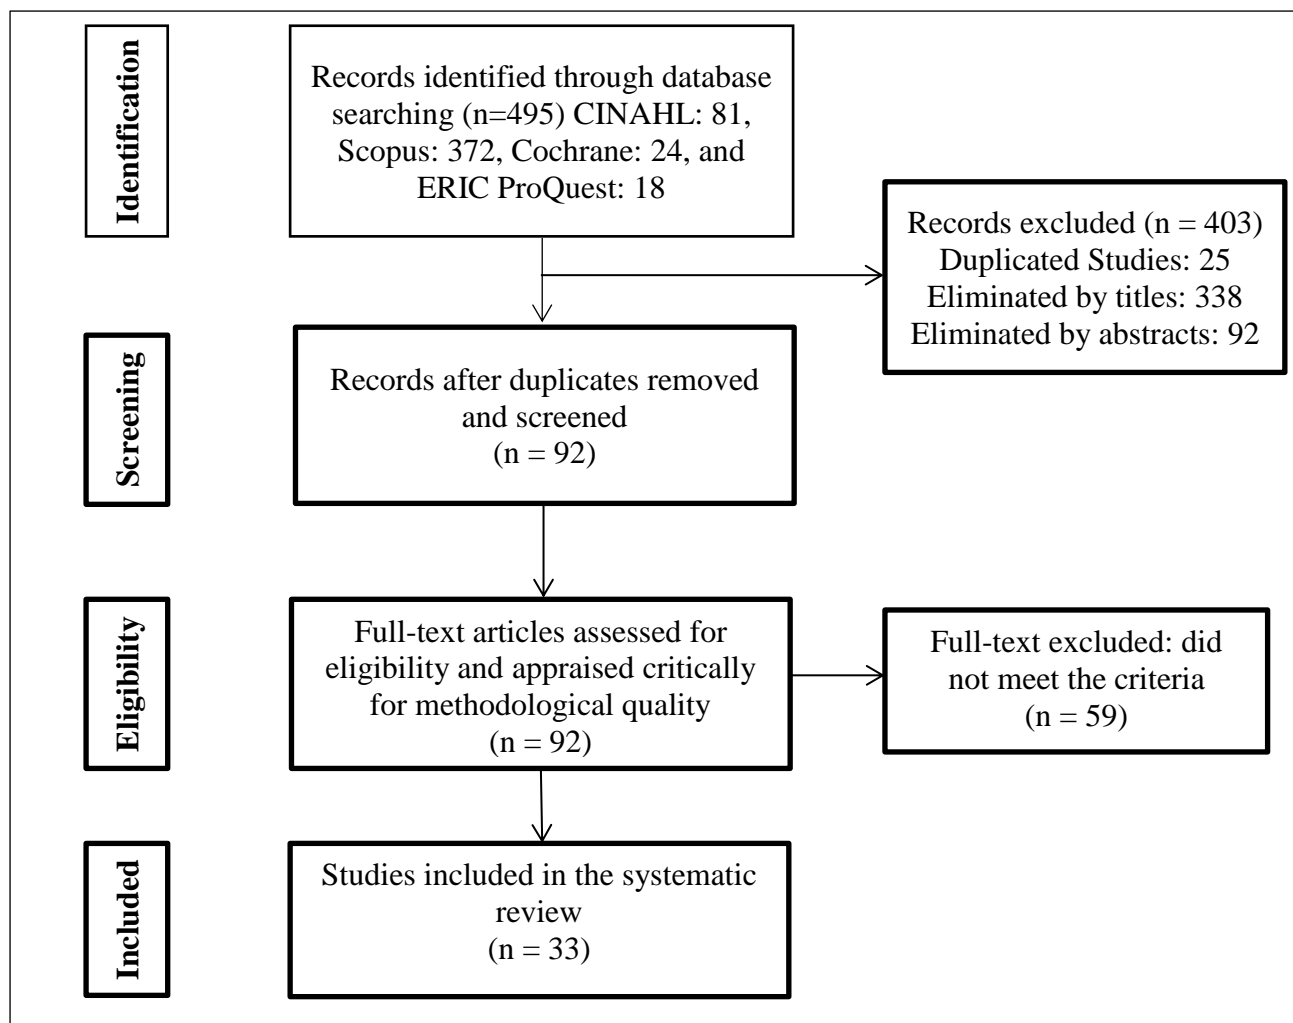 Identification
Records identified through database
searching (n=495) CINAHL: 81,
Scopus: 372, Cochrane: 24, and
ERIC ProQuest: 18
Records excluded (n = 403)
Duplicated Studies: 25
Eliminated by titles: 338
Eliminated by abstracts: 92
Screening
Records after duplicates removed
and screened
(n = 92)
Eligibility
Full-text articles assessed for
eligibility and appraised critically
for methodological quality
(n = 92)
Full-text excluded: did
not meet the criteria
(n = 59)
Included
Studies included in the systematic
review
(n = 33)